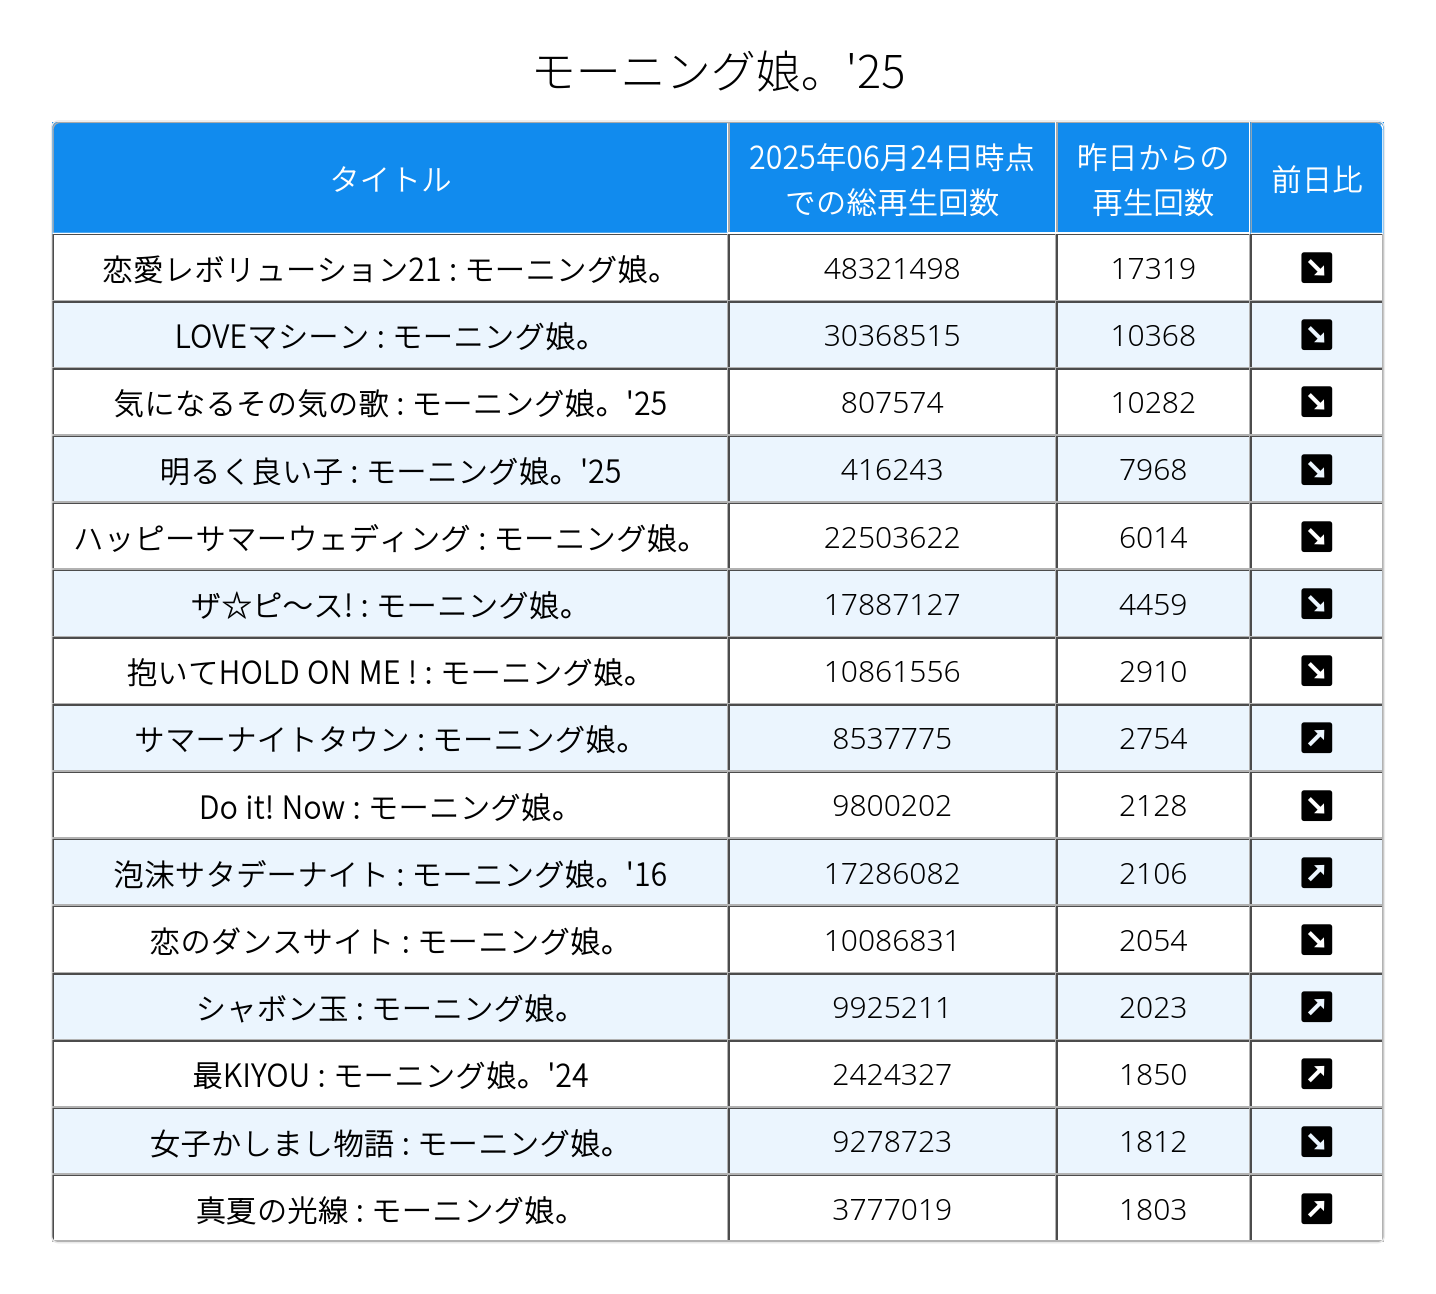 モーニング娘。'25
タイトル 2025年06月24日時点での総再生回数 昨日からの再生回数 前日比
恋愛レボリューション21 : モーニング娘。 48321498 17319
LOVEマシーン : モーニング娘。 30368515 10368
気になるその気の歌 : モーニング娘。'25 807574 10282
明るく良い子 : モーニング娘。'25 416243 7968
ハッピーサマーウェディング : モーニング娘。 22503622 6014
ザ☆ピ〜ス! : モーニング娘。 17887127 4459
抱いてHOLD ON ME ! : モーニング娘。 10861556 2910
サマーナイトタウン : モーニング娘。 8537775 2754
Do it! Now : モーニング娘。 9800202 2128
泡沫サタデーナイト : モーニング娘。'16 17286082 2106
恋のダンスサイト : モーニング娘。 10086831 2054
シャボン玉 : モーニング娘。 9925211 2023
最KIYOU : モーニング娘。'24 2424327 1850
女子かしまし物語 : モーニング娘。 9278723 1812
真夏の光線 : モーニング娘。 3777019 1803